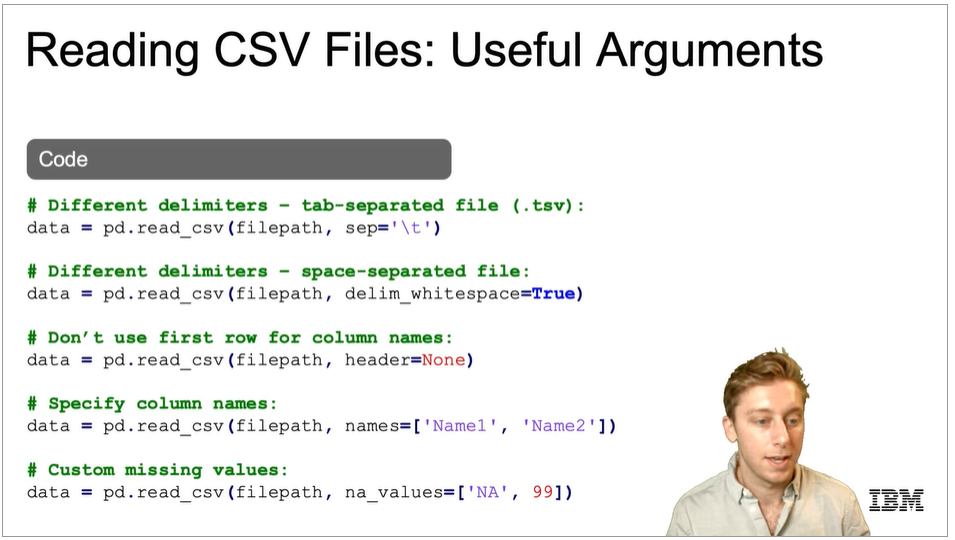 Reading CSV Files: Useful Arguments
Code
# Different delimiters – tab-separated file (.tsv):
data = pd.read_csv(filepath, sep='\t')
# Different delimiters – space-separated file:
data = pd.read_csv(filepath, delim_whitespace=True)
# Don’t use first row for column names:
data = pd.read_csv(filepath, header=None)
# Specify column names:
data = pd.read_csv(filepath, names=['Name1', 'Name2'])
# Custom missing values:
data = pd.read_csv(filepath, na_values=['NA', 99])
IBM